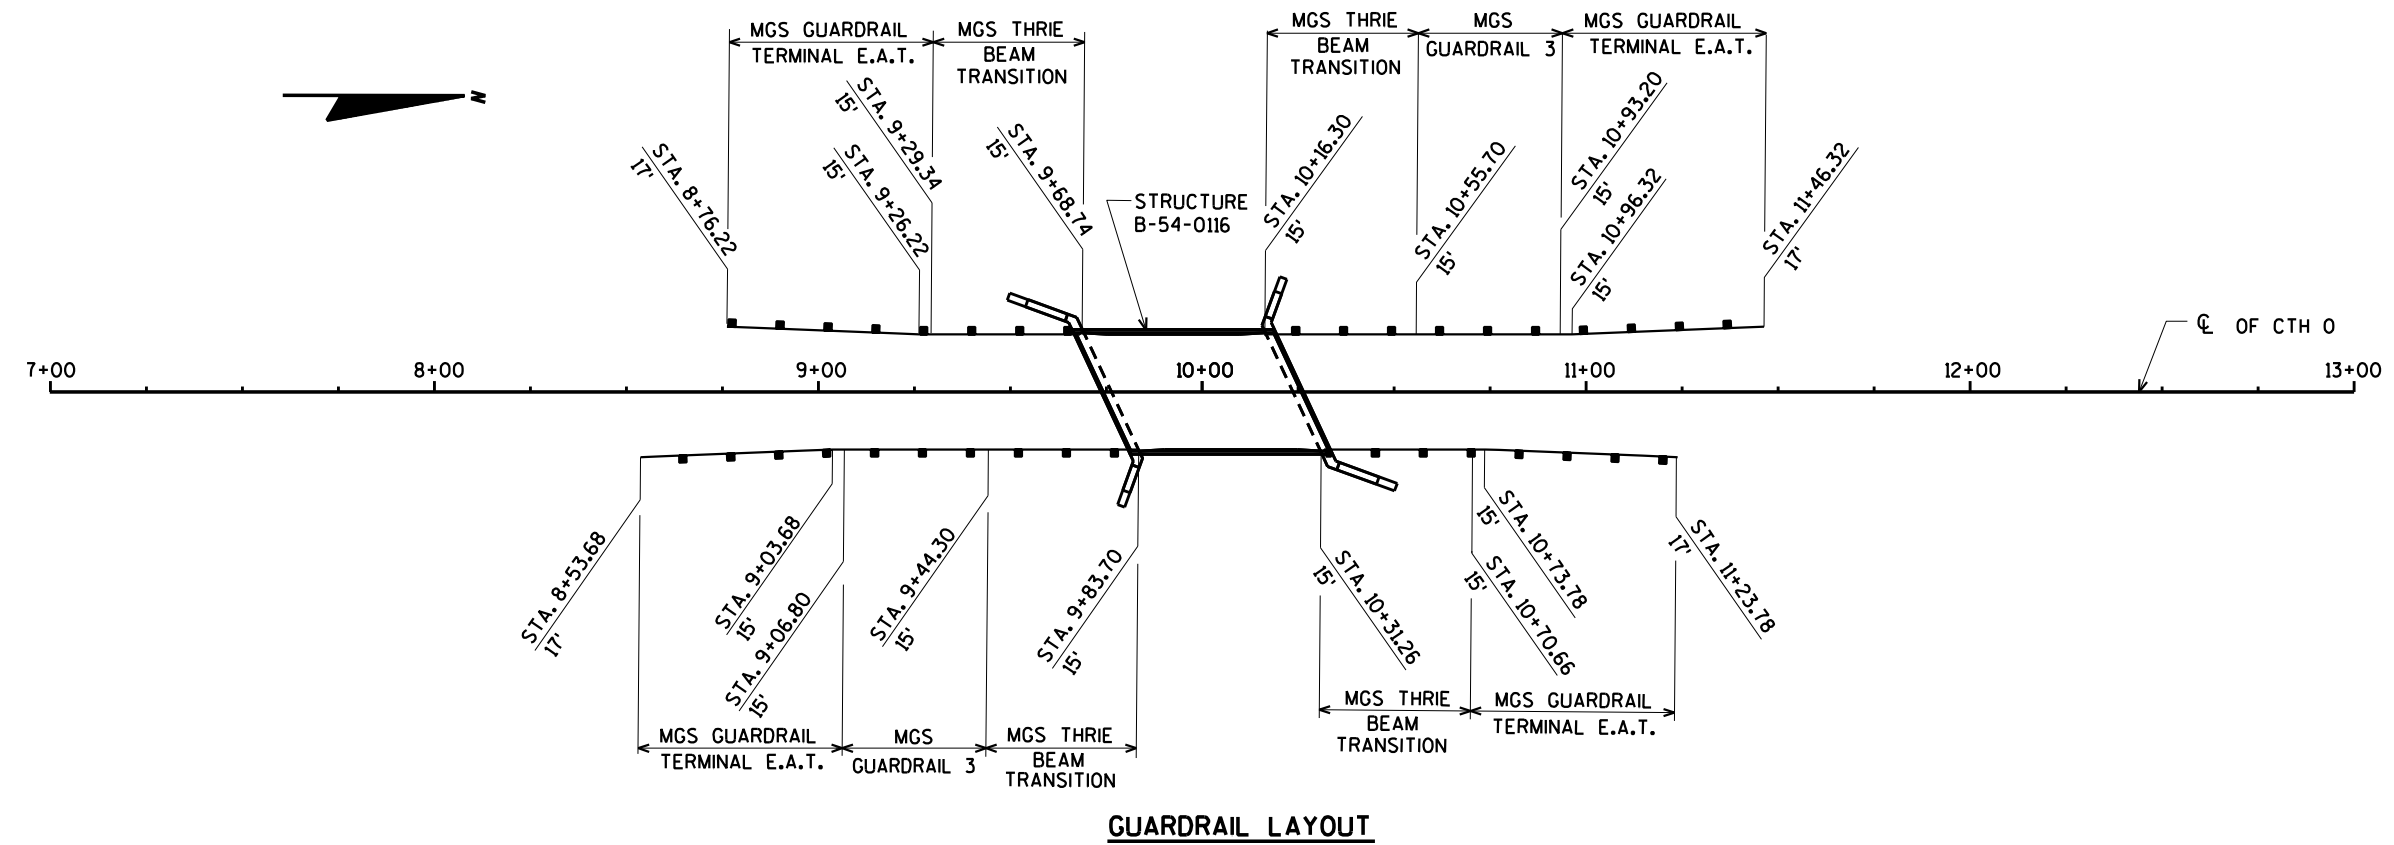 MGS GUARDRAIL
TERMINAL E.A.T.
MGS THRIE
BEAM
TRANSITION
MGS THRIE
BEAM
TRANSITION
MGS
GUARDRAIL 3
MGS GUARDRAIL
TERMINAL E.A.T.
N
STA. 8+76.22
17'
STA. 9+29.34
15'
STA. 9+26.22
15'
STA. 9+68.74
15'
STRUCTURE
B-54-0116
STA. 10+16.30
15'
STA. 10+55.70
15'
STA. 10+93.20
15'
STA. 10+96.32
15'
STA. 11+46.32
17'
℄ OF CTH O
7+00 8+00 9+00 10+00 11+00 12+00 13+00
STA. 8+53.68
17'
STA. 9+03.68
15'
STA. 9+06.80
15'
STA. 9+44.30
15'
STA. 9+83.70
15'
STA. 10+31.26
15'
STA. 10+73.78
15'
STA. 10+70.66
15'
STA. 11+23.78
17'
MGS GUARDRAIL
TERMINAL E.A.T.
MGS
GUARDRAIL 3
MGS THRIE
BEAM
TRANSITION
MGS THRIE
BEAM
TRANSITION
MGS GUARDRAIL
TERMINAL E.A.T.
GUARDRAIL LAYOUT